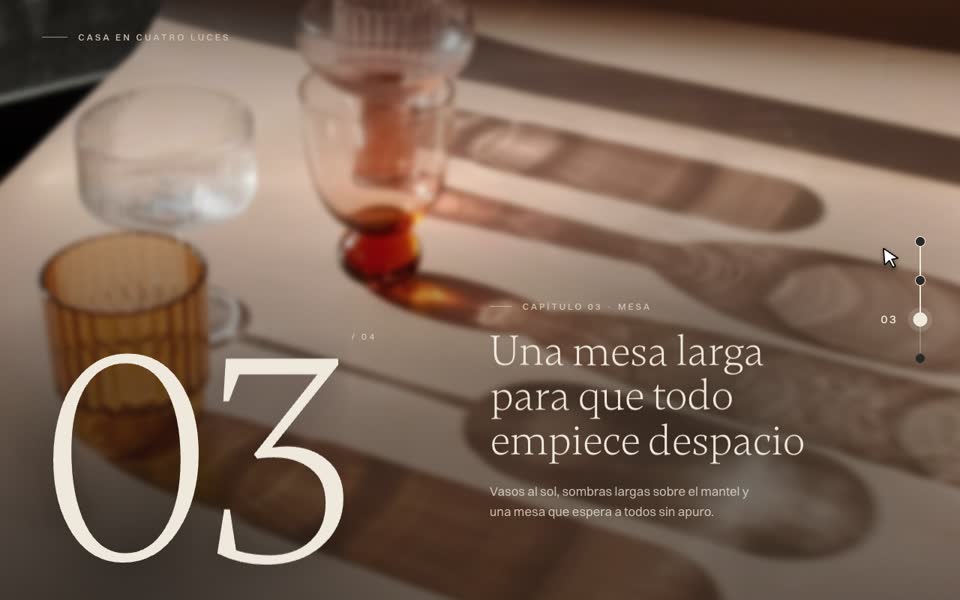 CASA EN CUATRO LUCES
CAPÍTULO 03 · MESA
03
/ 04
Una mesa larga
para que todo
empiece despacio
Vasos al sol, sombras largas sobre el mantel y
una mesa que espera a todos sin apuro.
03